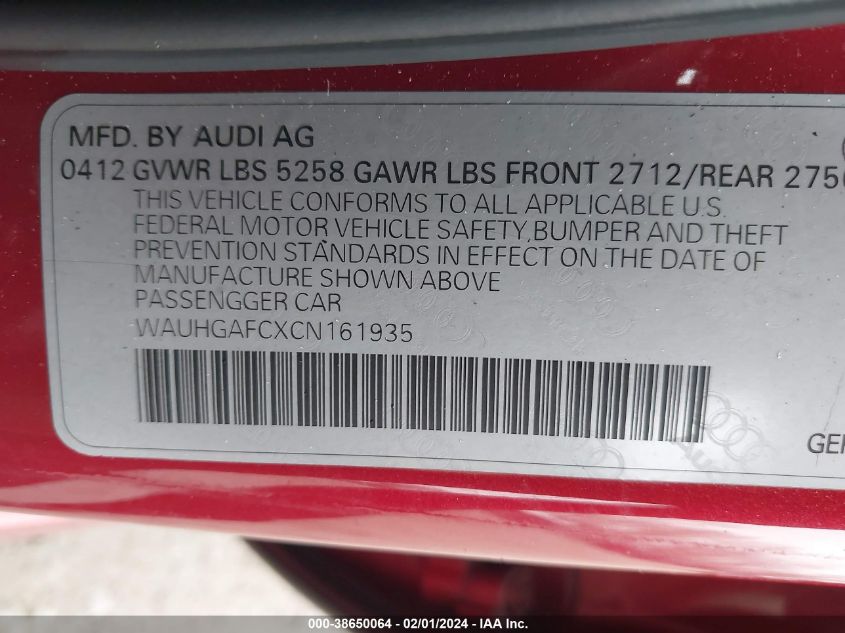 MFD. BY AUDI AG
0412 GVWR LBS 5258 GAWR LBS FRONT 2712/REAR
THIS VEHICLE CONFORMS TO ALL APPLICABLE U.S.
FEDERAL MOTOR VEHICLE SAFETY,BUMPER AND THEFT
PREVENTION STANDARDS IN EFFECT ON THE DATE OF
MANUFACTURE SHOWN ABOVE
PASSENGGER CAR
WAUHGAFCXCN161935
000-38650064 - 02/01/2024 - IAAI.com